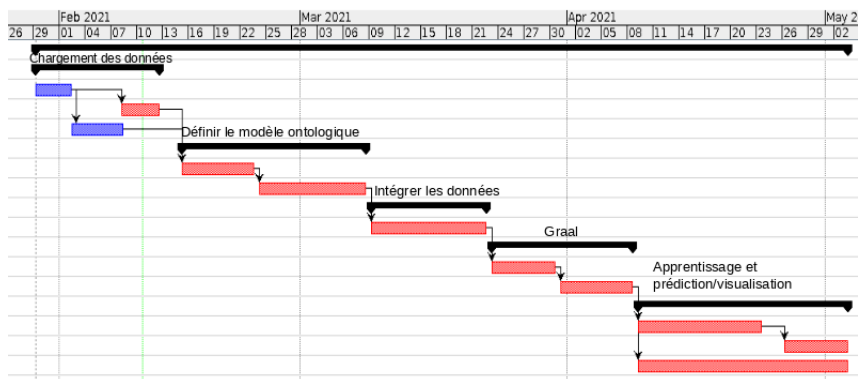 Feb 2021 Mar 2021 Apr 2021 May 2
26 29 01 04 07 10 13 16 19 22 25 28 03 06 09 12 15 18 21 24 27 30 02 05 08 11 14 17 20 23 26 29 02
Chargement des données
Définir le modèle ontologique
Intégrer les données
Graal
Apprentissage et
prédiction/visualisation